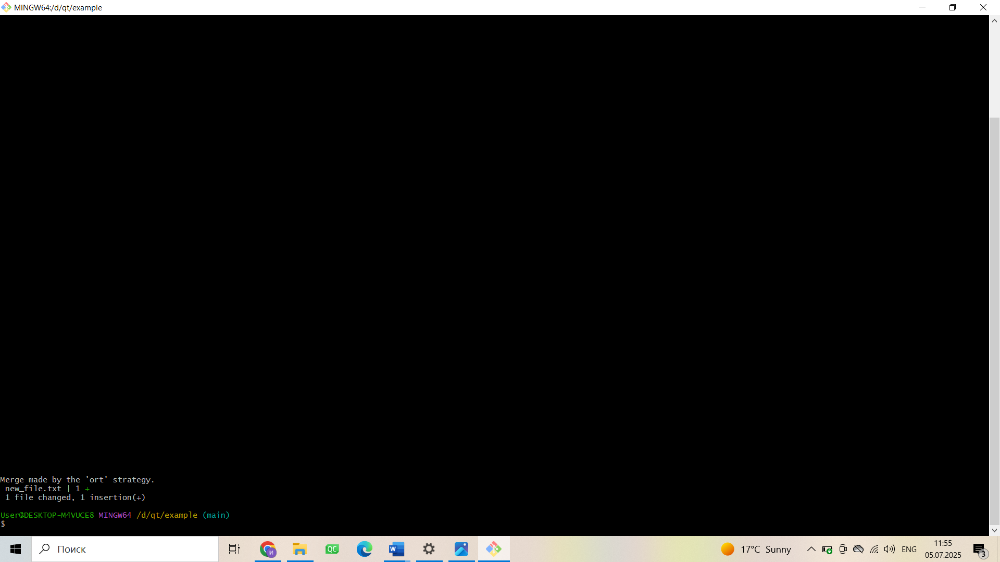 MINGW64:/d/qt/example
Merge made by the 'ort' strategy.
new_file.txt | 1 +
1 file changed, 1 insertion(+)
User@DESKTOP-M4VUCE8 MINGW64 /d/qt/example (main)
$
Поиск
QC
и
W
17°C Sunny
ENG
11:55
05.07.2025
3